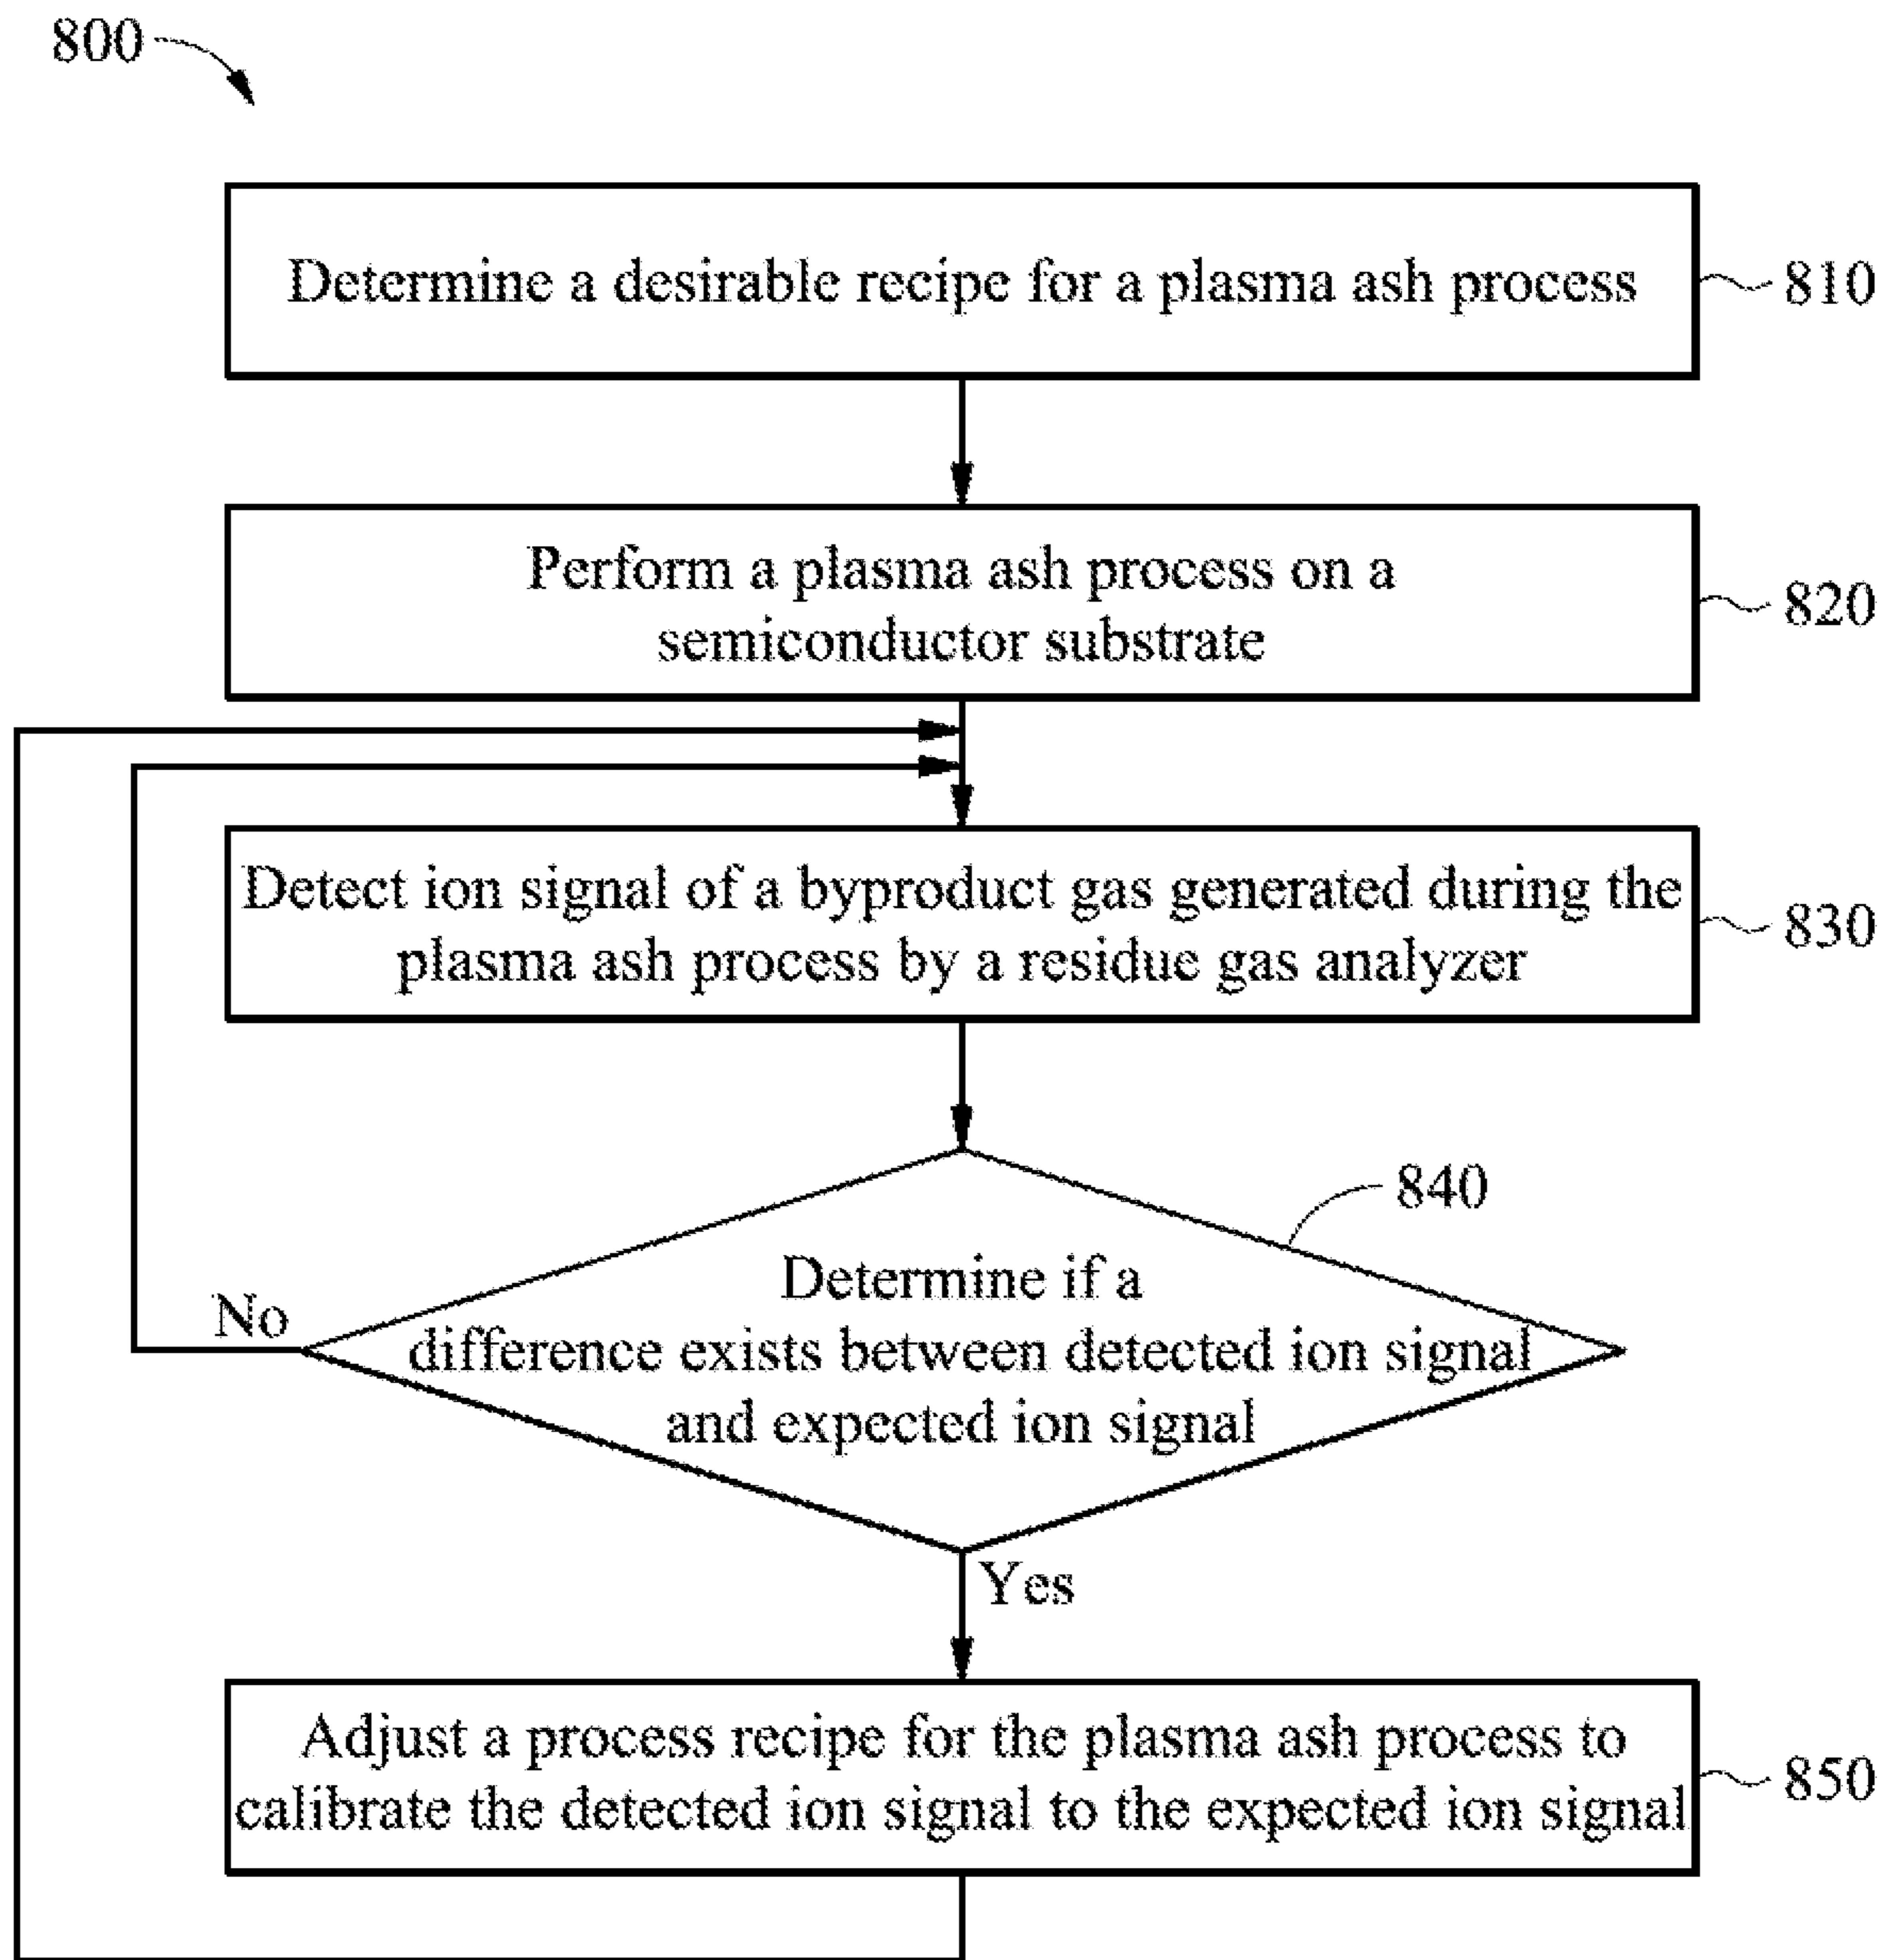 800
Determine a desirable recipe for a plasma ash process
810
Perform a plasma ash process on a
semiconductor substrate
820
Detect ion signal of a byproduct gas generated during the
plasma ash process by a residue gas analyzer
830
840
Determine if a
difference exists between detected ion signal
and expected ion signal
No
Yes
Adjust a process recipe for the plasma ash process to
calibrate the detected ion signal to the expected ion signal
850